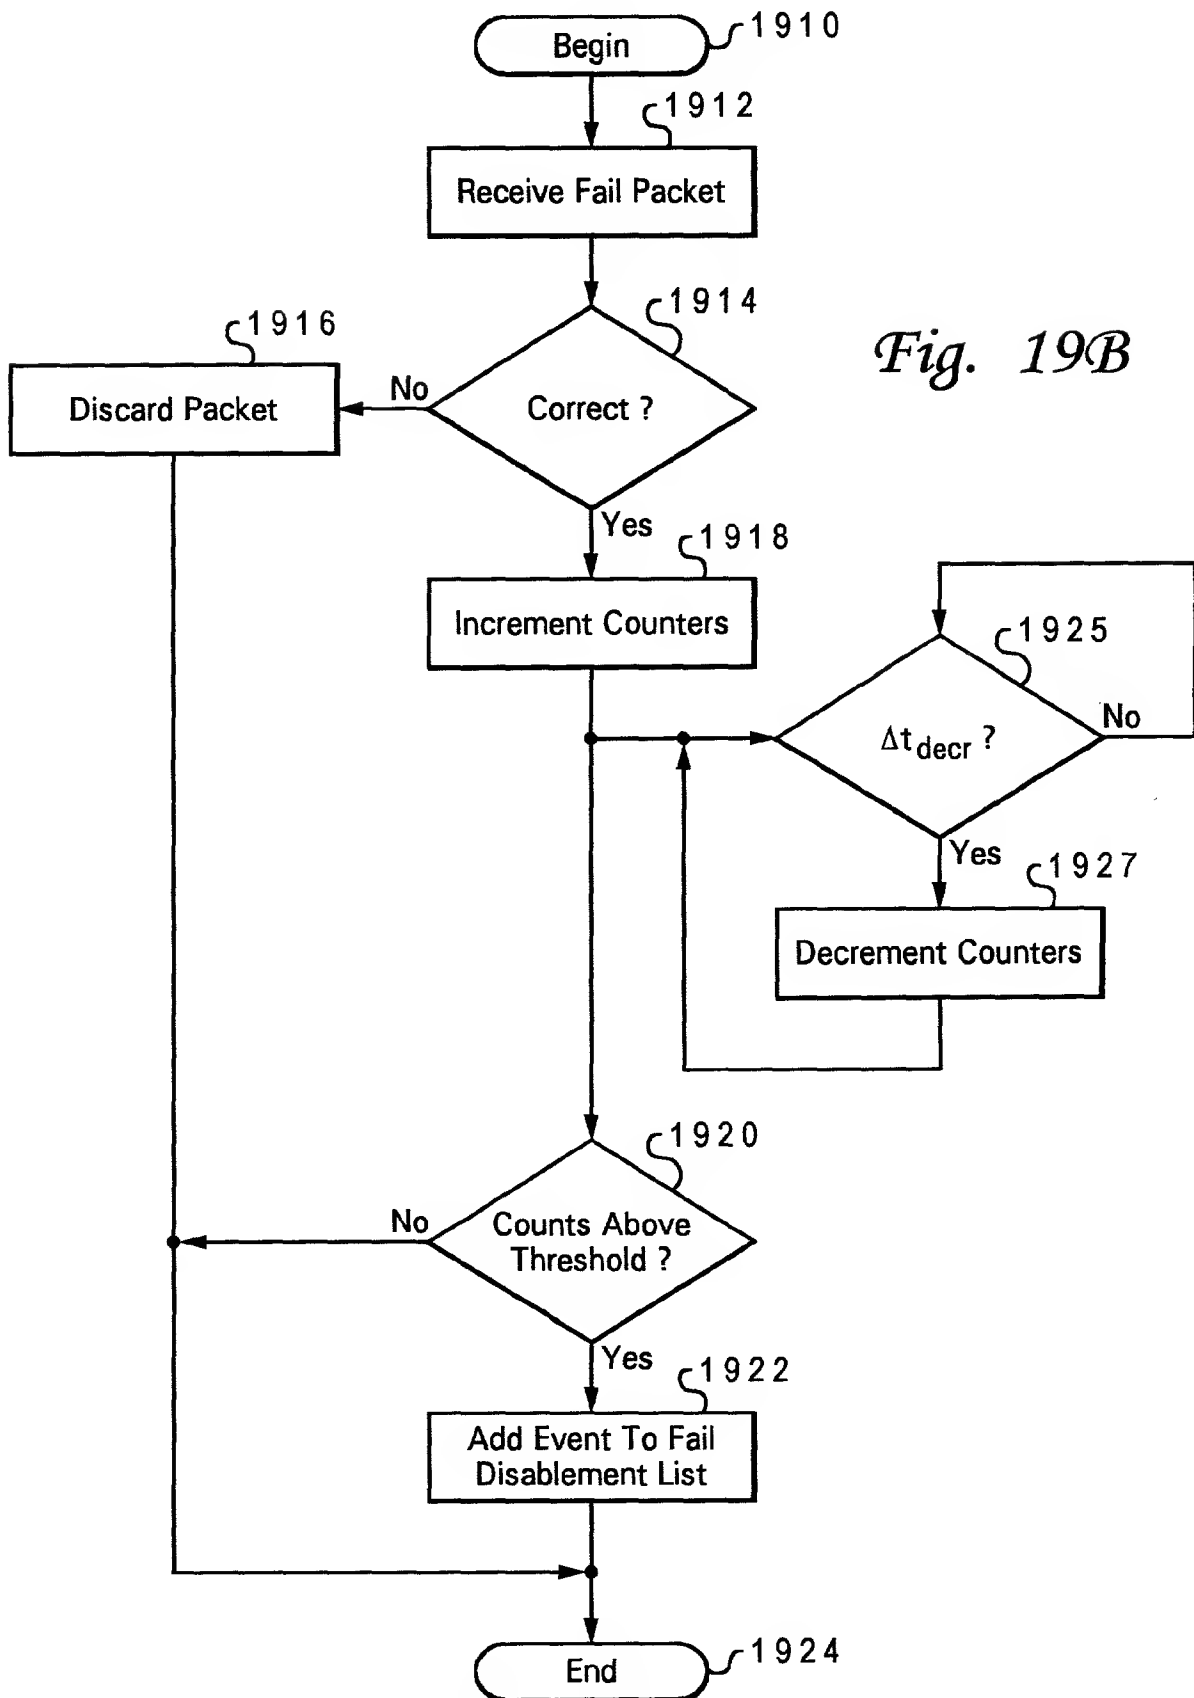 Begin
1910
1912
Receive Fail Packet
1914
1916
Fig. 19B
No
Discard Packet
Correct ?
Yes
1918
Increment Counters
1925
No
Δtdecr ?
Yes
1927
Decrement Counters
1920
No
Counts Above
Threshold ?
Yes
1922
Add Event To Fail
Disablement List
End
1924